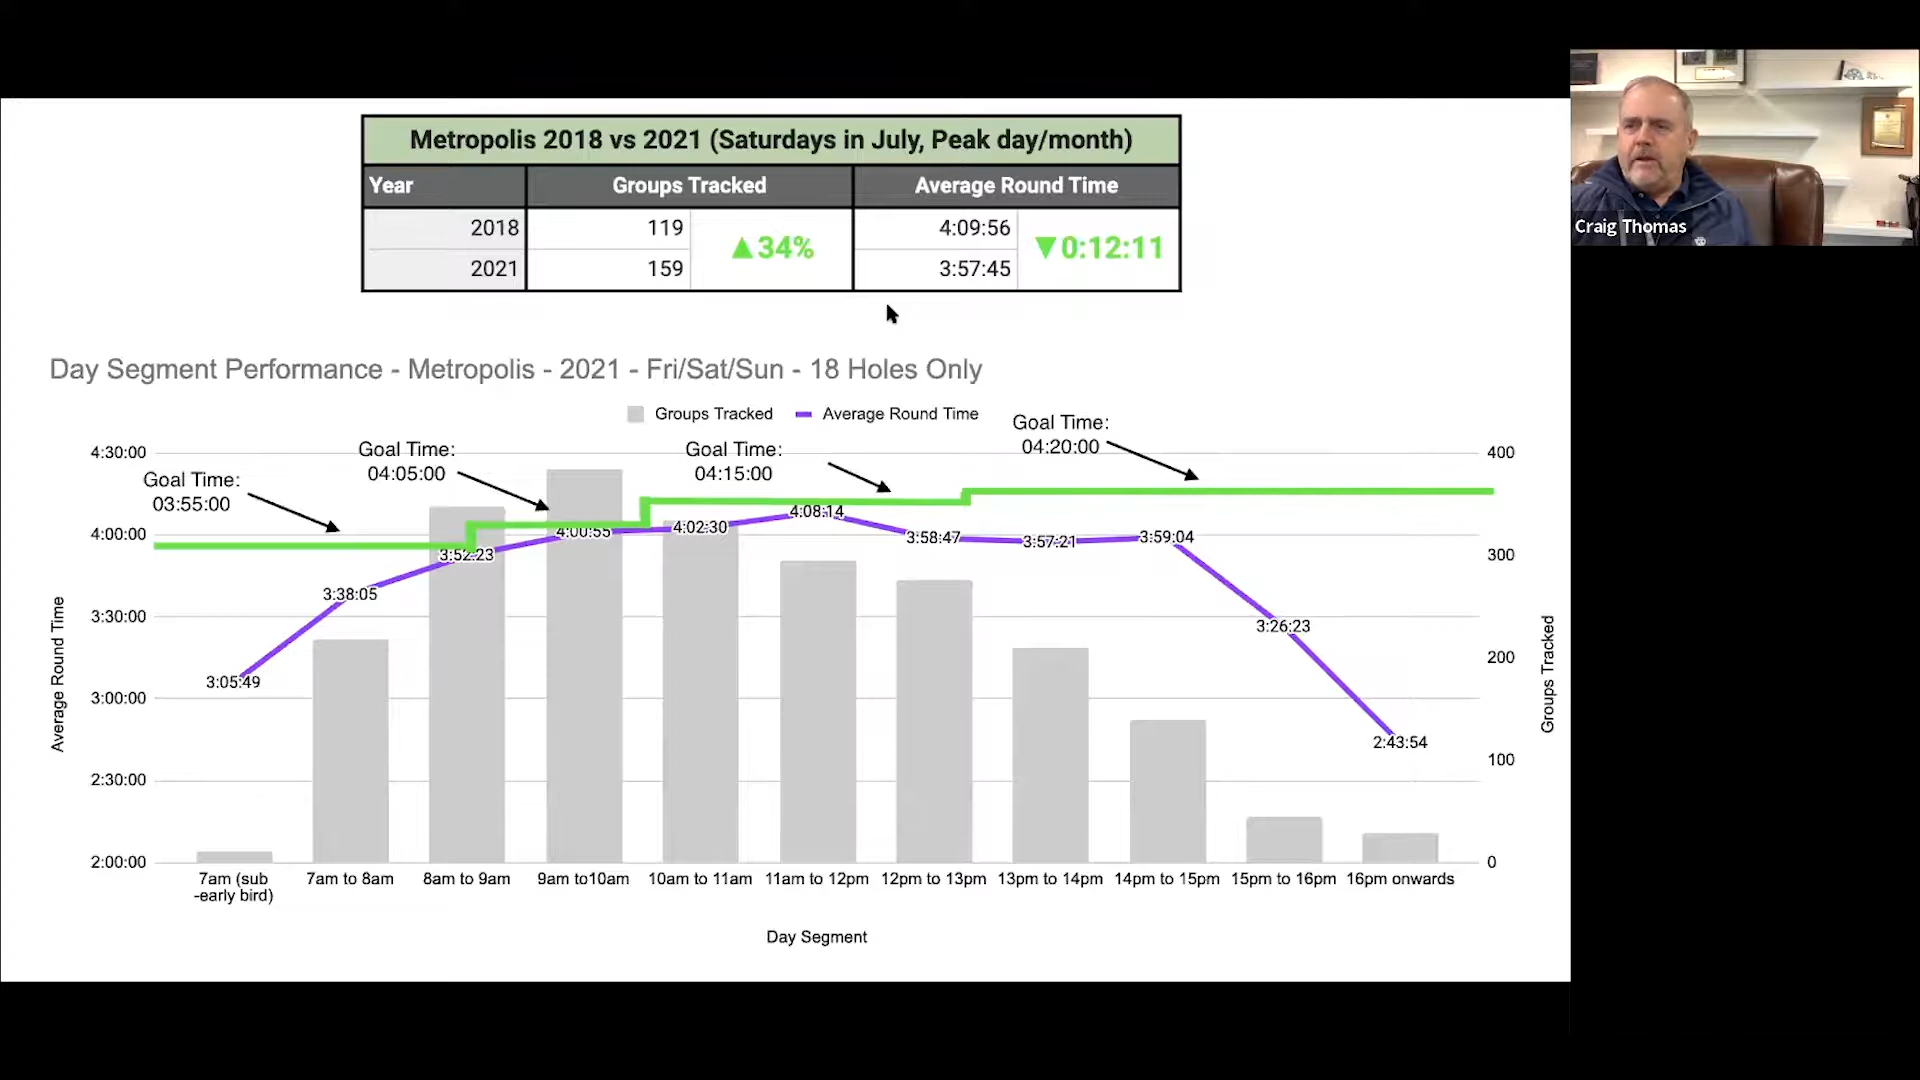 Metropolis 2018 vs 2021 (Saturdays in July, Peak day/month)
Year Groups Tracked Average Round Time
2018 119 ▲34% 4:09:56 ▼0:12:11
2021 159 3:57:45
Craig Thomas
Day Segment Performance - Metropolis - 2021 - Fri/Sat/Sun - 18 Holes Only
Groups Tracked Average Round Time
Goal Time:
03:55:00
Goal Time:
04:05:00
Goal Time:
04:15:00
Goal Time:
04:20:00
4:30:00
4:00:00
3:30:00
3:00:00
2:30:00
2:00:00
Average Round Time
3:05:49
3:38:05
3:52:23
4:00:55
4:02:30
4:08:14
3:58:47
3:57:21
3:59:04
3:26:23
2:43:54
400
300
200
100
0
Groups Tracked
7am (sub
-early bird)
7am to 8am
8am to 9am
9am to10am
10am to 11am
11am to 12pm
12pm to 13pm
13pm to 14pm
14pm to 15pm
15pm to 16pm
16pm onwards
Day Segment